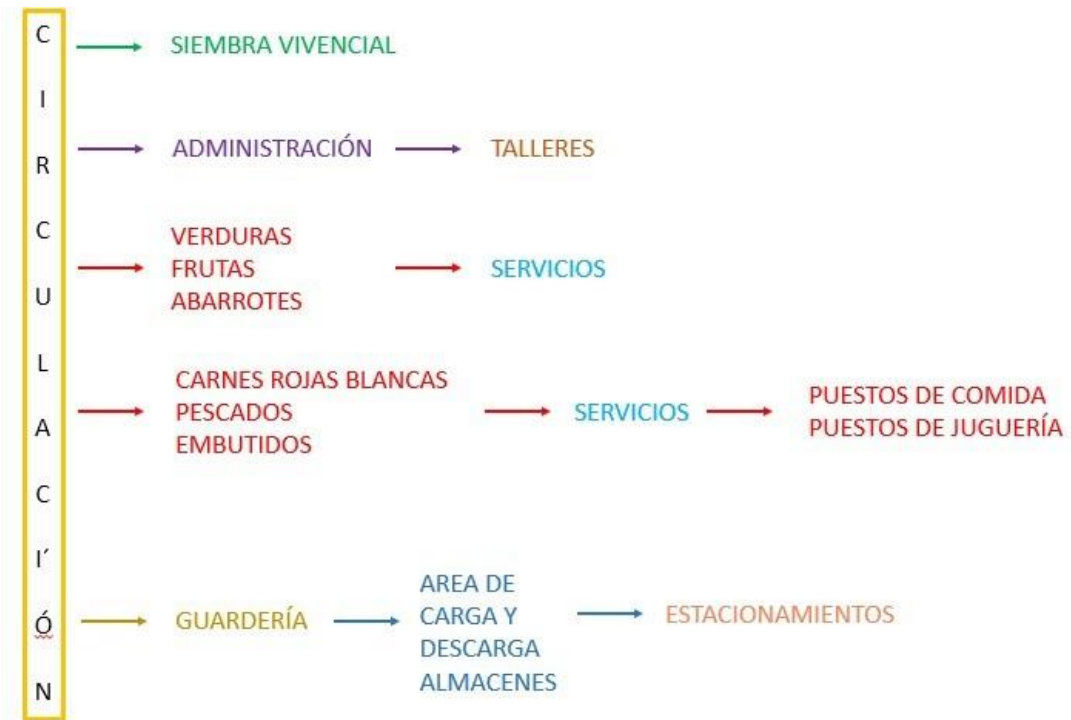 C
I
R
C
U
L
A
C
I´
Ó
N
SIEMBRA VIVENCIAL
ADMINISTRACIÓN
TALLERES
VERDURAS
FRUTAS
ABARROTES
SERVICIOS
CARNES ROJAS BLANCAS
PESCADOS
EMBUTIDOS
SERVICIOS
PUESTOS DE COMIDA
PUESTOS DE JUGUERÍA
GUARDERÍA
AREA DE
CARGA Y
DESCARGA
ALMACENES
ESTACIONAMIENTOS